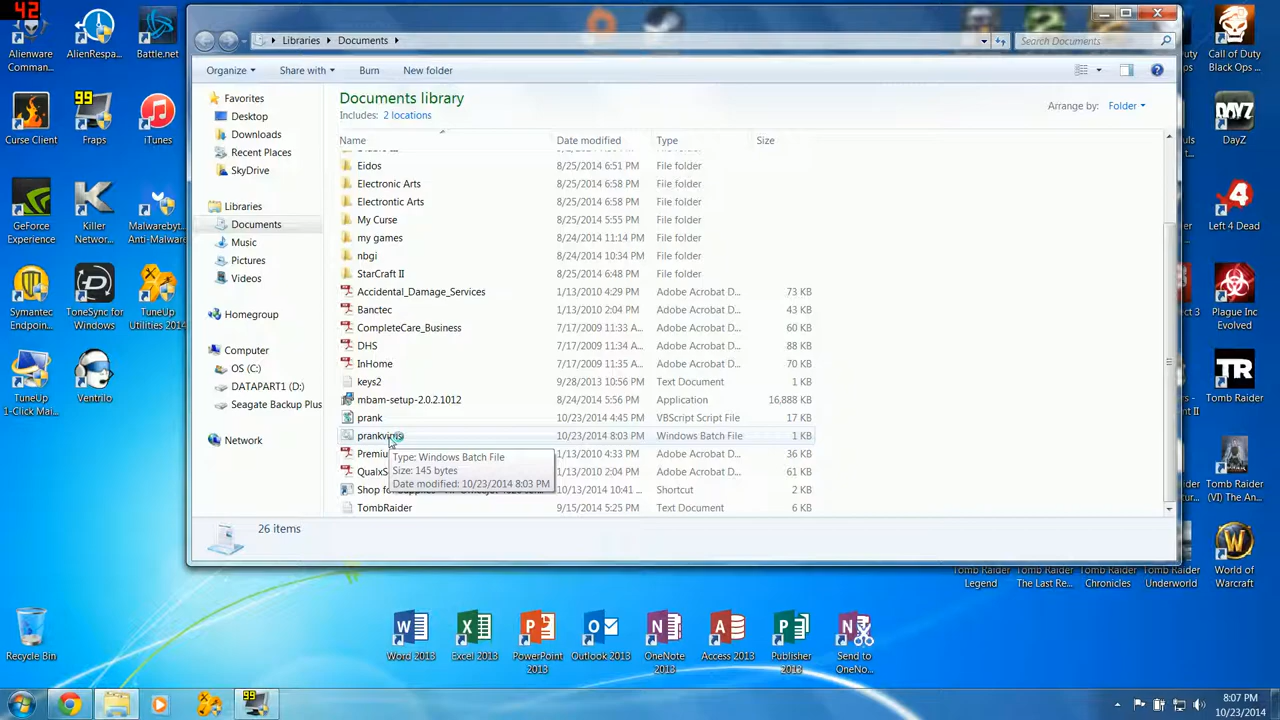 42
Alienware
Comman...
AlienRespa...
Battle.net
99
Curse Client
Fraps
iTunes
GeForce
Experience
Killer
Networ...
Malwarebyt...
Anti-Malware
Symantec
Endpoin...
ToneSync for
Windows
TuneUp
Utilities 2014
TuneUp
1-Click Mai...
Ventrilo
Recycle Bin
Libraries
Documents
Search Documents
Organize
Share with
Burn
New folder
Favorites
Desktop
Downloads
Recent Places
SkyDrive
Libraries
Documents
Music
Pictures
Videos
Homegroup
Computer
OS (C:)
DATAPART1 (D:)
Seagate Backup Plus
Network
Documents library
Includes: 2 locations
Arrange by: Folder
Name Date modified Type Size
Eidos 8/25/2014 6:51 PM File folder
Electronic Arts 8/25/2014 6:58 PM File folder
Electrontic Arts 8/25/2014 6:58 PM File folder
My Curse 8/25/2014 5:55 PM File folder
my games 8/24/2014 11:14 PM File folder
nbgi 8/24/2014 10:34 PM File folder
StarCraft II 8/25/2014 6:48 PM File folder
Accidental_Damage_Services 1/13/2010 4:29 PM Adobe Acrobat D... 73 KB
Banctec 1/13/2010 2:04 PM Adobe Acrobat D... 43 KB
CompleteCare_Business 7/17/2009 11:33 A... Adobe Acrobat D... 60 KB
DHS 7/17/2009 11:33 A... Adobe Acrobat D... 88 KB
InHome 7/17/2009 11:35 A... Adobe Acrobat D... 70 KB
keys2 9/28/2013 10:56 PM Text Document 1 KB
mbam-setup-2.0.2.1012 8/24/2014 5:56 PM Application 16,888 KB
prank 10/23/2014 4:45 PM VBScript Script File 17 KB
prankvirus 10/23/2014 8:03 PM Windows Batch File 1 KB
Premiu 1/13/2010 4:33 PM Adobe Acrobat D... 36 KB
QualxS 1/13/2010 2:04 PM Adobe Acrobat D... 61 KB
Shop for 10/13/2014 10:41 ... Shortcut 2 KB
TombRaider 9/15/2014 5:25 PM Text Document 6 KB
Type: Windows Batch File
Size: 145 bytes
Date modified: 10/23/2014 8:03 PM
26 items
Call of Duty
Black Ops ...
DayZ
Left 4 Dead
Plague Inc
Evolved
Tomb Raider
Tomb Raider
(VI) The An...
World of
Warcraft
Tomb Raider
Legend
Tomb Raider
The Last Re...
Tomb Raider
Chronicles
Tomb Raider
Underworld
Word 2013
Excel 2013
PowerPoint
2013
Outlook 2013
OneNote
2013
Access 2013
Publisher
2013
Send to
OneNo...
99
8:07 PM
10/23/2014